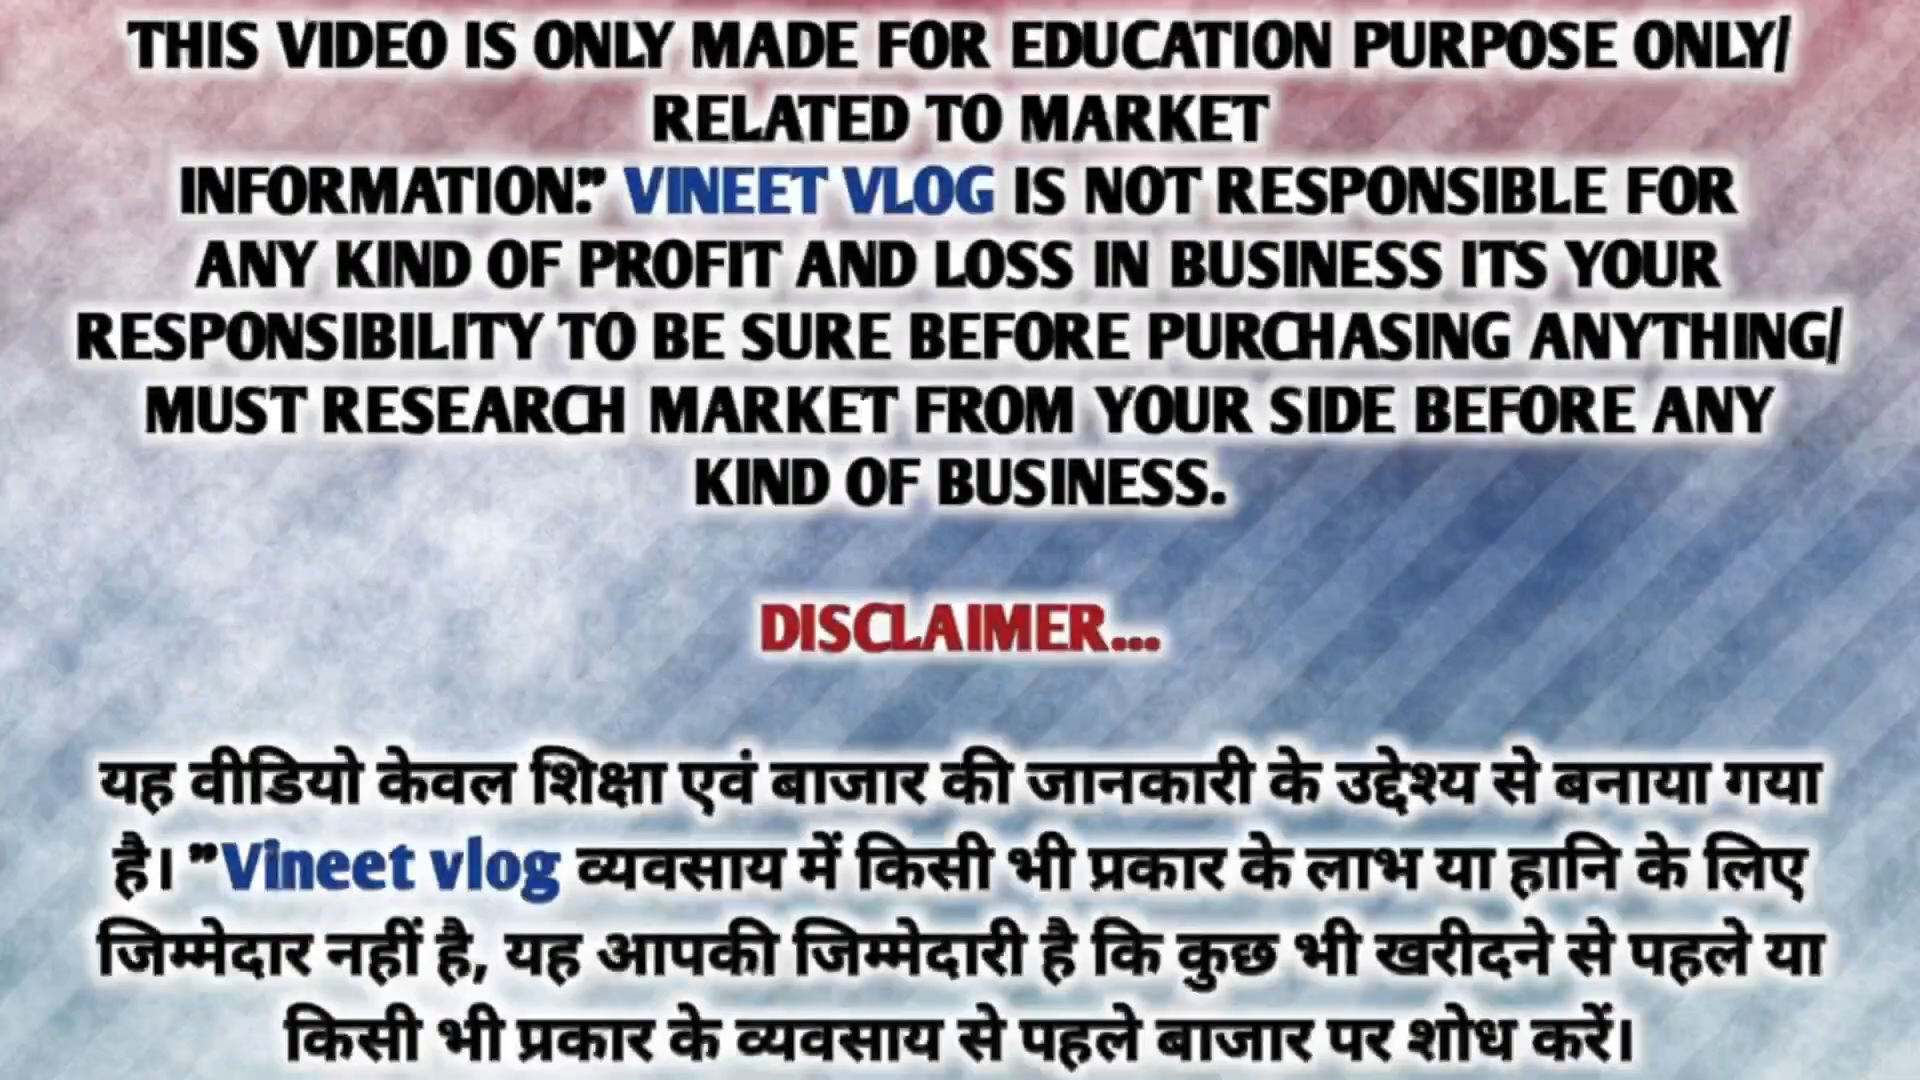 THIS VIDEO IS ONLY MADE FOR EDUCATION PURPOSE ONLY/
RELATED TO MARKET
INFORMATION." VINEET VLOG IS NOT RESPONSIBLE FOR
ANY KIND OF PROFIT AND LOSS IN BUSINESS ITS YOUR
RESPONSIBILITY TO BE SURE BEFORE PURCHASING ANYTHING/
MUST RESEARCH MARKET FROM YOUR SIDE BEFORE ANY
KIND OF BUSINESS.
DISCLAIMER...
यह वीडियो केवल शिक्षा एवं बाजार की जानकारी के उद्देश्य से बनाया गया
है। "Vineet vlog व्यवसाय में किसी भी प्रकार के लाभ या हानि के लिए
जिम्मेदार नहीं है, यह आपकी जिम्मेदारी है कि कुछ भी खरीदने से पहले या
किसी भी प्रकार के व्यवसाय से पहले बाजार पर शोध करें।